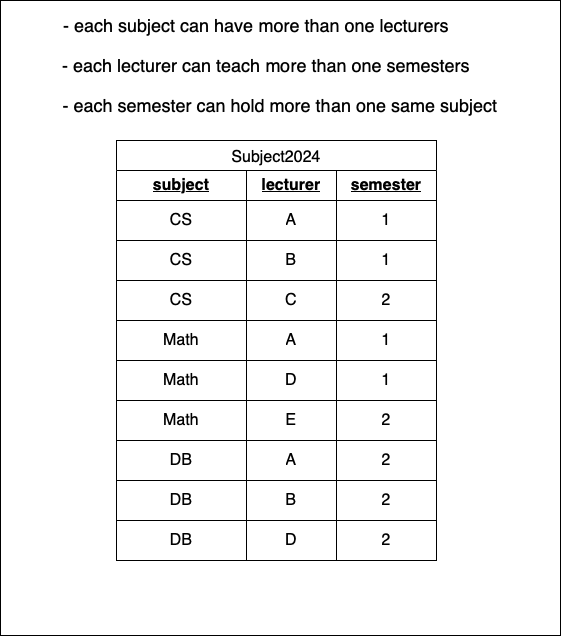 - each subject can have more than one lecturers
- each lecturer can teach more than one semesters
- each semester can hold more than one same subject
Subject2024
subject lecturer semester
CS A 1
CS B 1
CS C 2
Math A 1
Math D 1
Math E 2
DB A 2
DB B 2
DB D 2